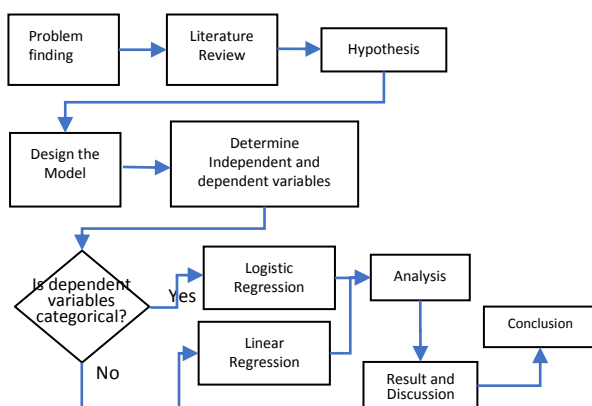 Problem
finding
Literature
Review
Hypothesis
Design the
Model
Determine
Independent and
dependent variables
Is dependent
variables
categorical?
Yes
No
Logistic
Regression
Linear
Regression
Analysis
Result and
Discussion
Conclusion